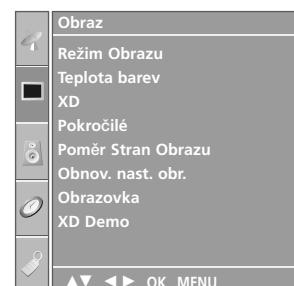 Obraz
Režim Obrazu
Teplota barev
XD
Pokročilé
Poměr Stran Obrazu
Obnov. nast. obr.
Obrazovka
XD Demo
▲▼ ◄► OK MENU